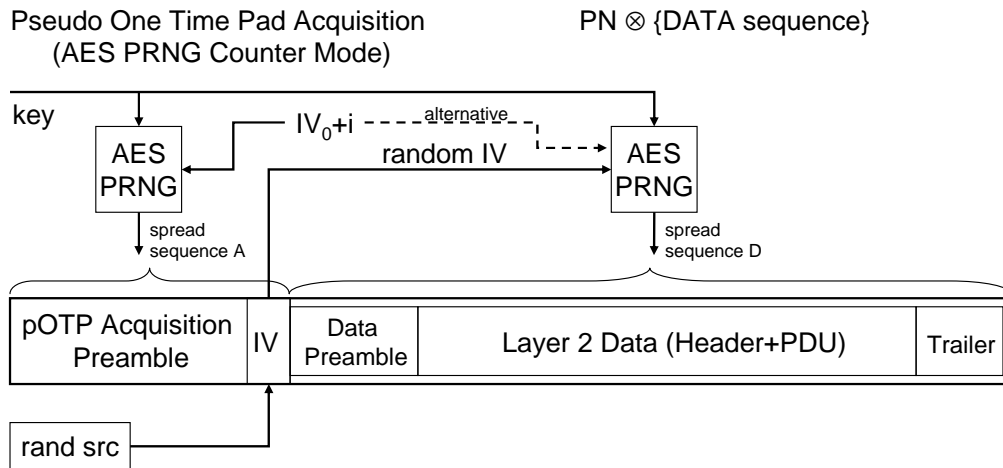 Pseudo One Time Pad Acquisition
(AES PRNG Counter Mode)
PN ⊗ {DATA sequence}
key
IV₀+i
alternative
random IV
AES
PRNG
AES
PRNG
spread
sequence A
spread
sequence D
pOTP Acquisition
Preamble
IV
Data
Preamble
Layer 2 Data (Header+PDU)
Trailer
rand src